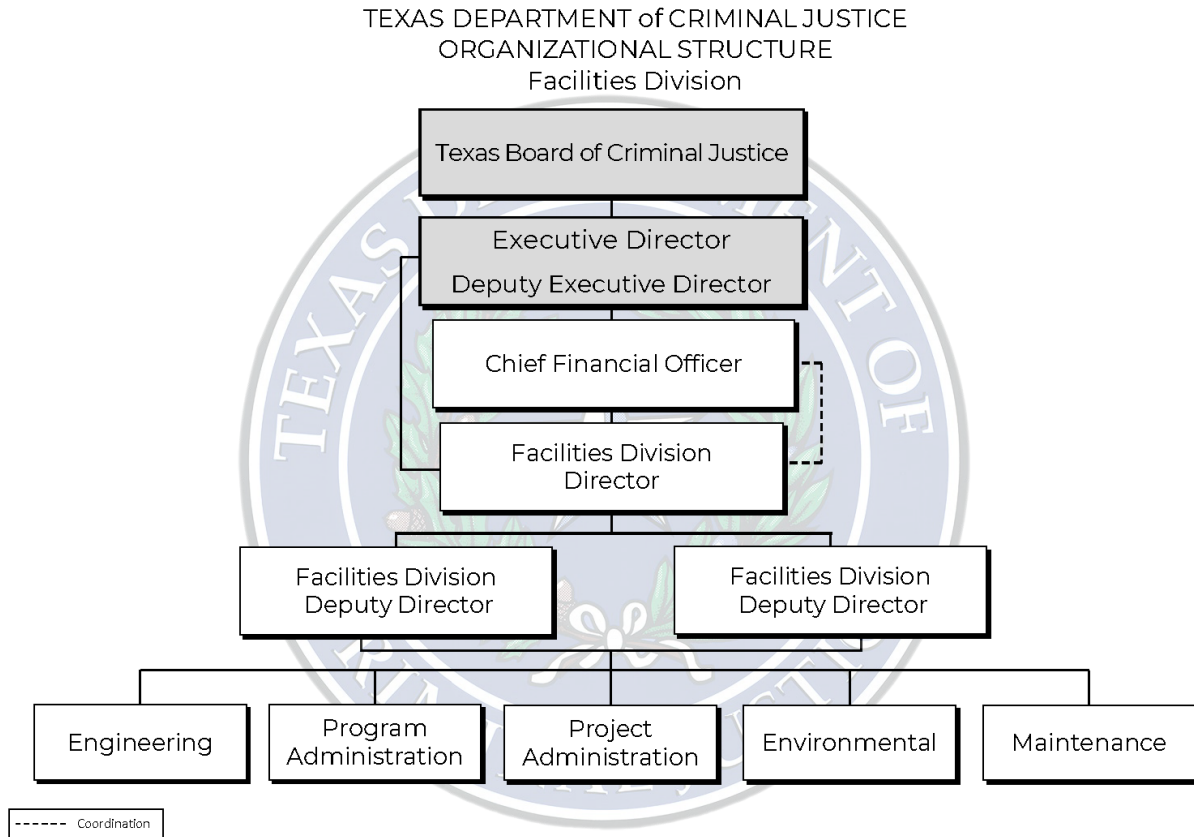 TEXAS DEPARTMENT of CRIMINAL JUSTICE
ORGANIZATIONAL STRUCTURE
Facilities Division
Texas Board of Criminal Justice
Executive Director
Deputy Executive Director
Chief Financial Officer
Facilities Division
Director
Facilities Division
Deputy Director
Facilities Division
Deputy Director
Engineering
Program
Administration
Project
Administration
Environmental
Maintenance
Coordination